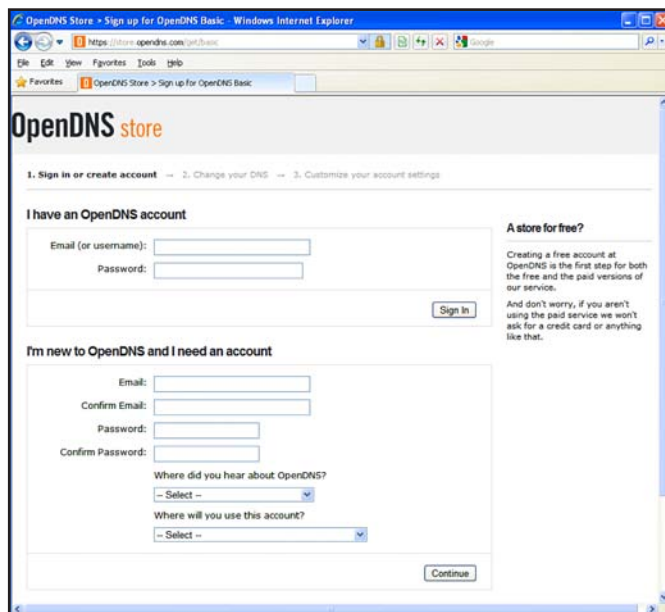 OpenDNS Store > Sign up for OpenDNS Basic - Windows Internet Explorer
https://store.opendns.com/get/basic
Google
File Edit View Favorites Tools Help
Favorites
OpenDNS Store > Sign up for OpenDNS Basic
OpenDNS store
1. Sign in or create account → 2. Change your DNS → 3. Customize your account settings
I have an OpenDNS account
Email (or username):
Password:
Sign In
I'm new to OpenDNS and I need an account
Email:
Confirm Email:
Password:
Confirm Password:
Where did you hear about OpenDNS?
-- Select --
Where will you use this account?
-- Select --
Continue
A store for free?
Creating a free account at
OpenDNS is the first step for both
the free and the paid versions of
our service.
And don't worry, if you aren't
using the paid service we won't
ask for a credit card or anything
like that.